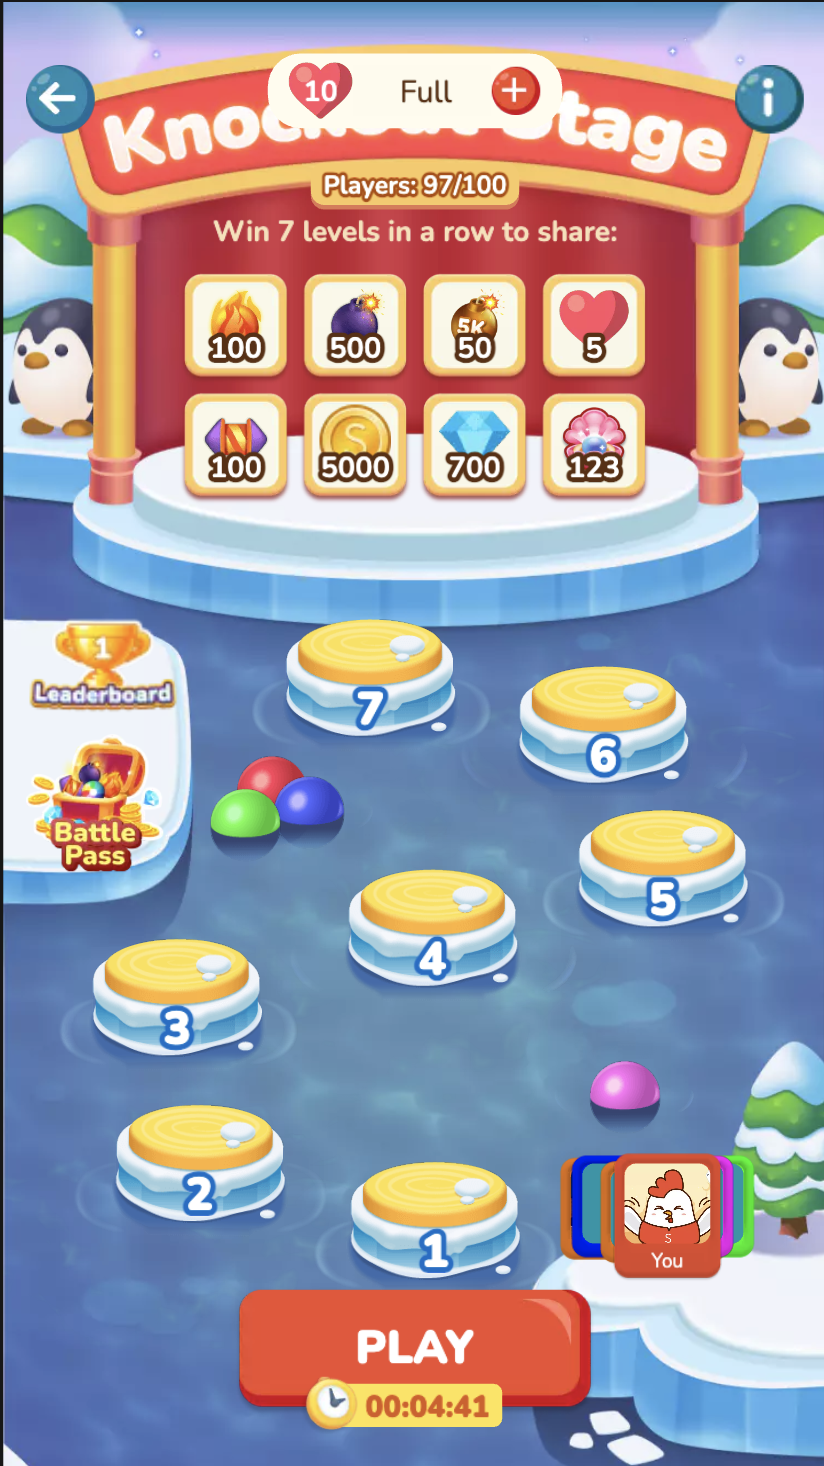 10 Full
Knockout Stage
Players: 97/100
Win 7 levels in a row to share:
100
500
5K
50
5
100
5000
700
123
1
Leaderboard
Battle
Pass
7
6
5
4
3
2
1
S
You
PLAY
00:04:41